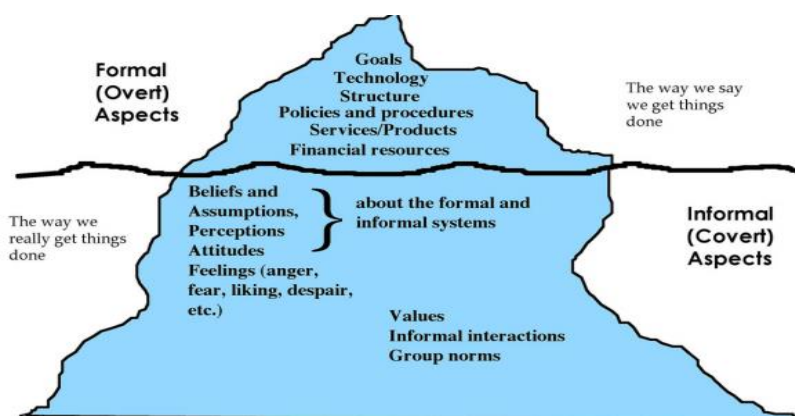 Formal
(Overt)
Aspects
Goals
Technology
Structure
Policies and procedures
Services/Products
Financial resources
The way we say
we get things
done
The way we
really get things
done
Beliefs and
Assumptions,
Perceptions
Attitudes
Feelings (anger,
fear, liking, despair,
etc.)
about the formal and
informal systems
Values
Informal interactions
Group norms
Informal
(Covert)
Aspects